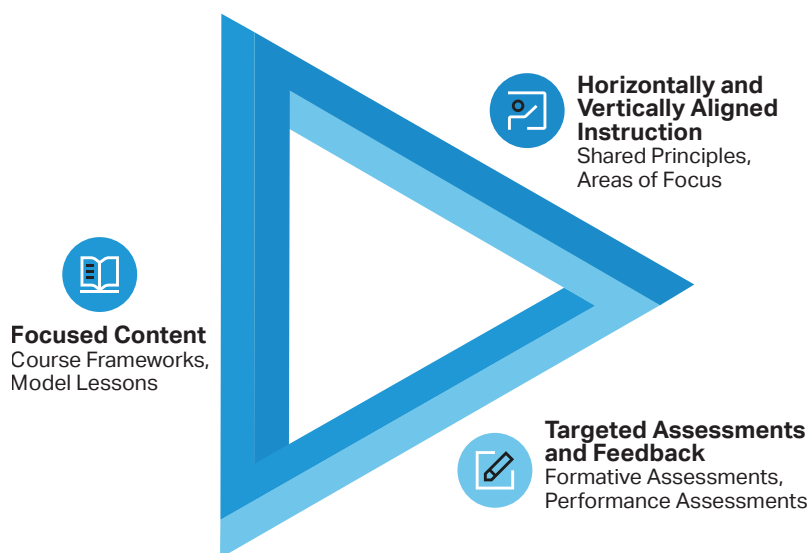 Horizontally and
Vertically Aligned
Instruction
Shared Principles,
Areas of Focus
Focused Content
Course Frameworks,
Model Lessons
Targeted Assessments
and Feedback
Formative Assessments,
Performance Assessments